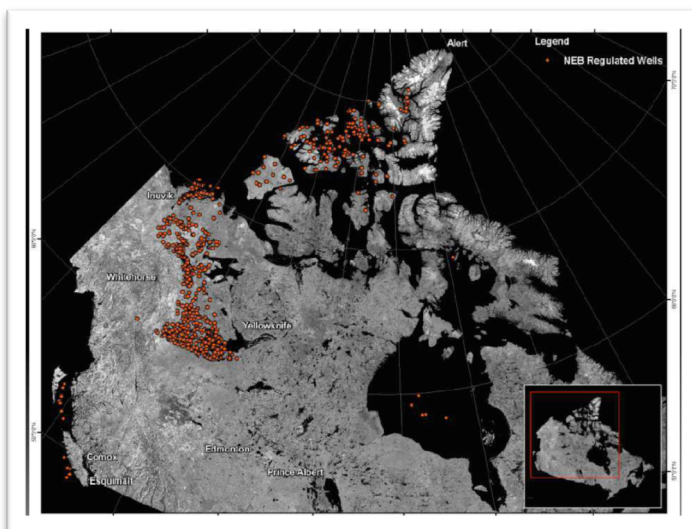 Alert
Legend
NEB Regulated Wells
Inuvik
Whitehorse
Yellowknife
Edmonton
Comox
Prince Albert
Esquimalt